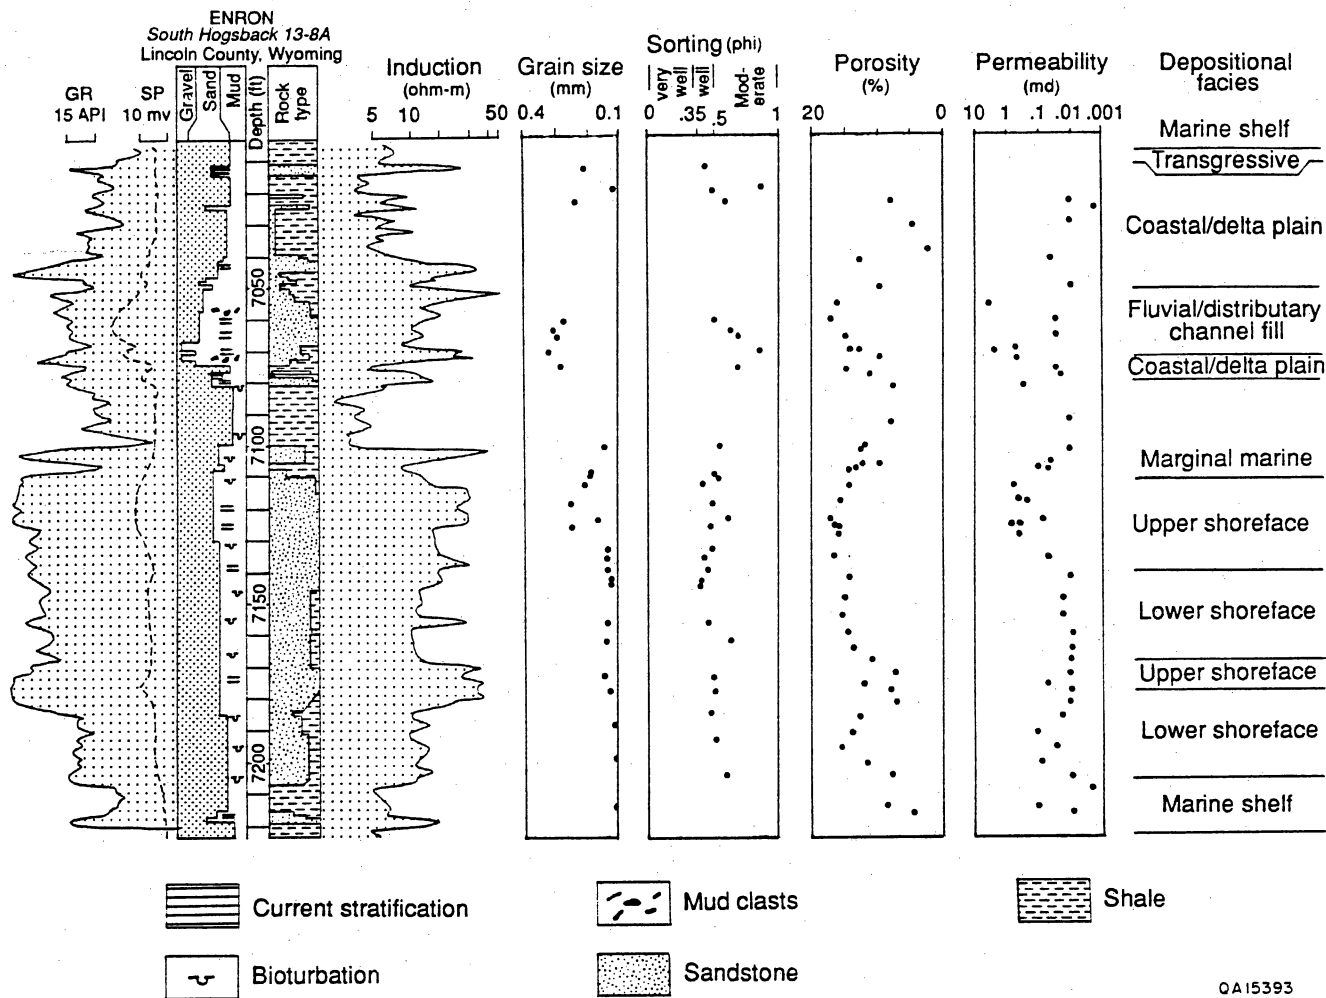 ENRON
South Hogsback 13-8A
Lincoln County, Wyoming
GR
15 API
SP
10 mv
Gravel
Sand
Mud
Depth (ft)
Rock type
Induction
(ohm-m)
5 10 50
Grain size
(mm)
0.4 0.1
Sorting (phi)
very well
well
Mod-erate
0 .35 .5 1
Porosity
(%)
20 0
Permeability
(md)
10 1 .1 .01 .001
Depositional
facies
Marine shelf
Transgressive
Coastal/delta plain
7050
Fluvial/distributary
channel fill
Coastal/delta plain
7100
Marginal marine
Upper shoreface
7150
Lower shoreface
Upper shoreface
Lower shoreface
7200
Marine shelf
Current stratification
Mud clasts
Shale
Bioturbation
Sandstone
QA15393